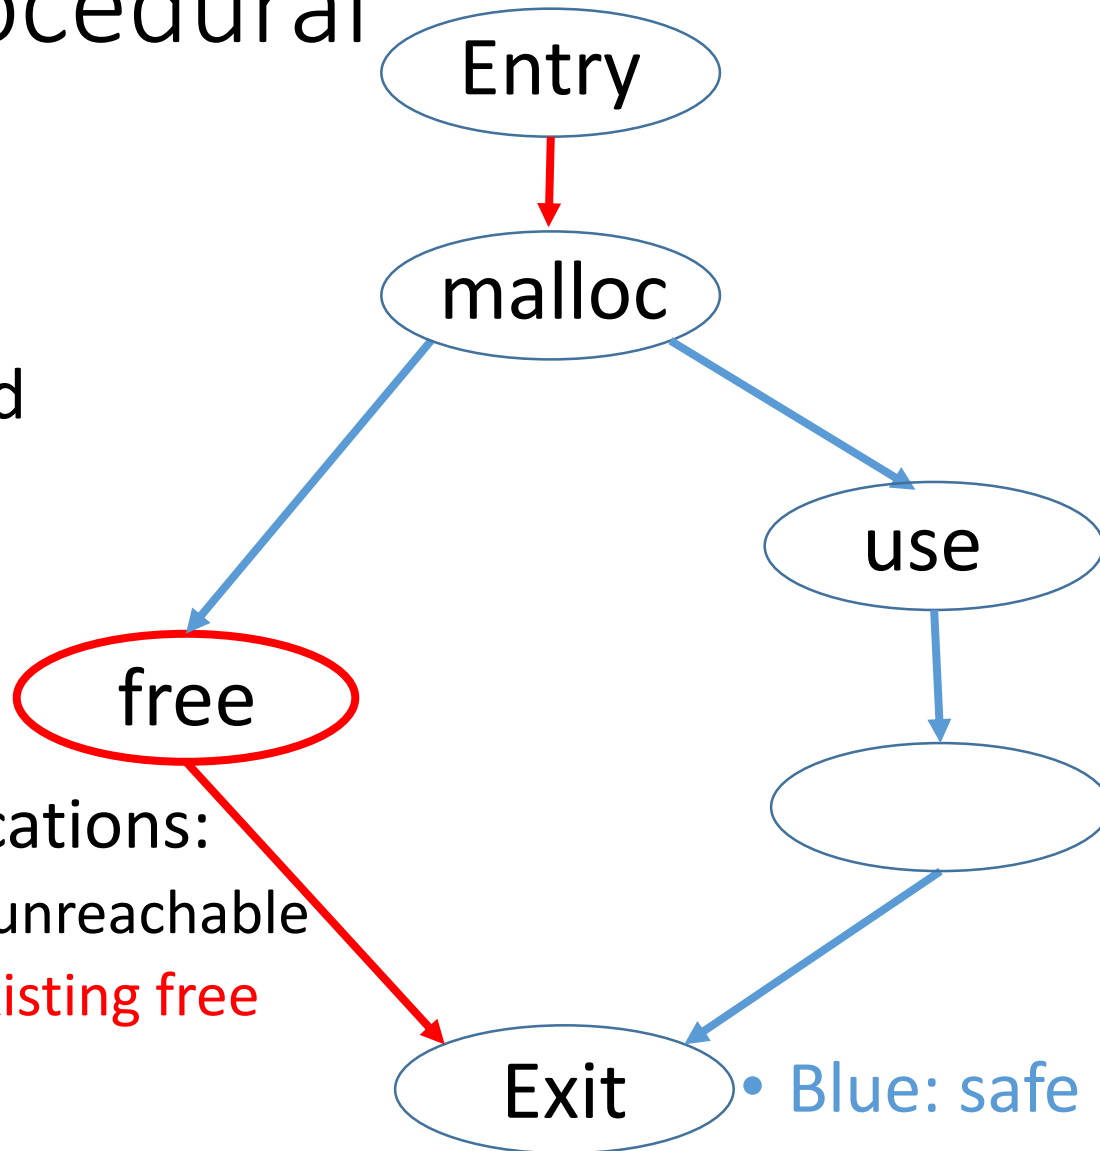 ocedural
Entry
malloc
d
use
free
cations:
unreachable
isting free
Exit
• Blue: safe